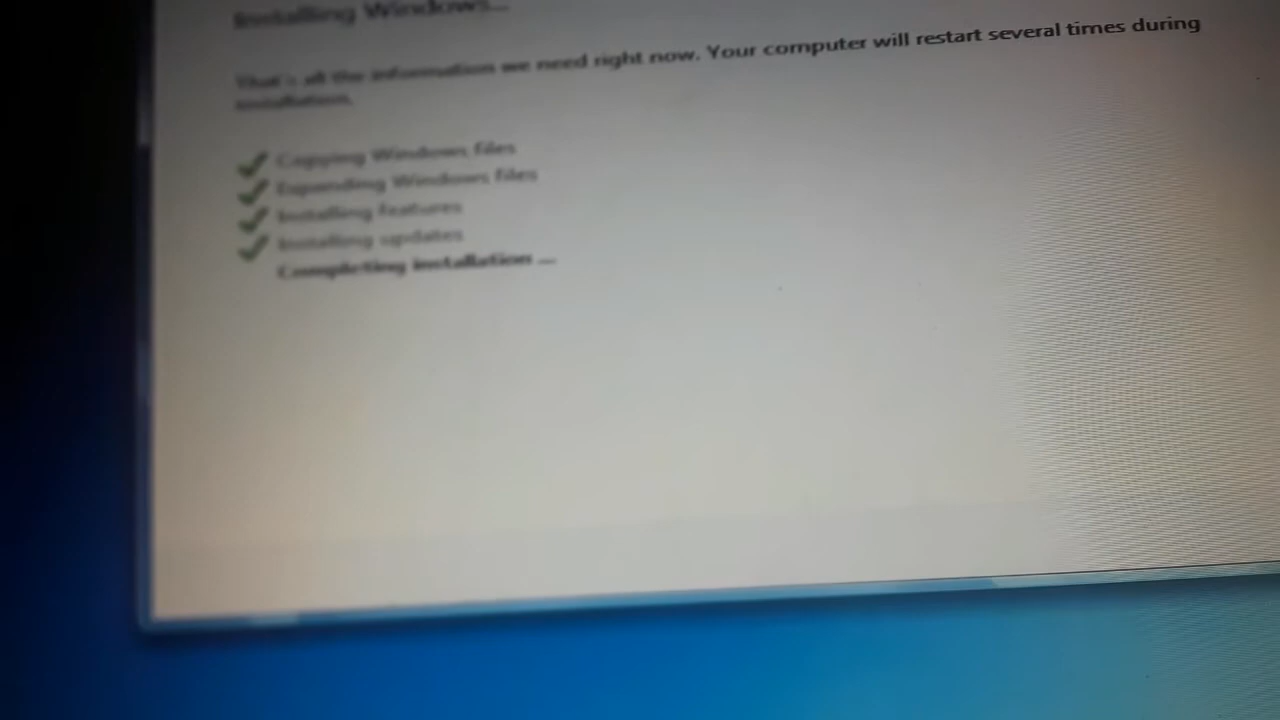 Installing Windows...
That's all the information we need right now. Your computer will restart several times during
installation.
Copying Windows files
Expanding Windows files
Installing features
Installing updates
Completing installation ...